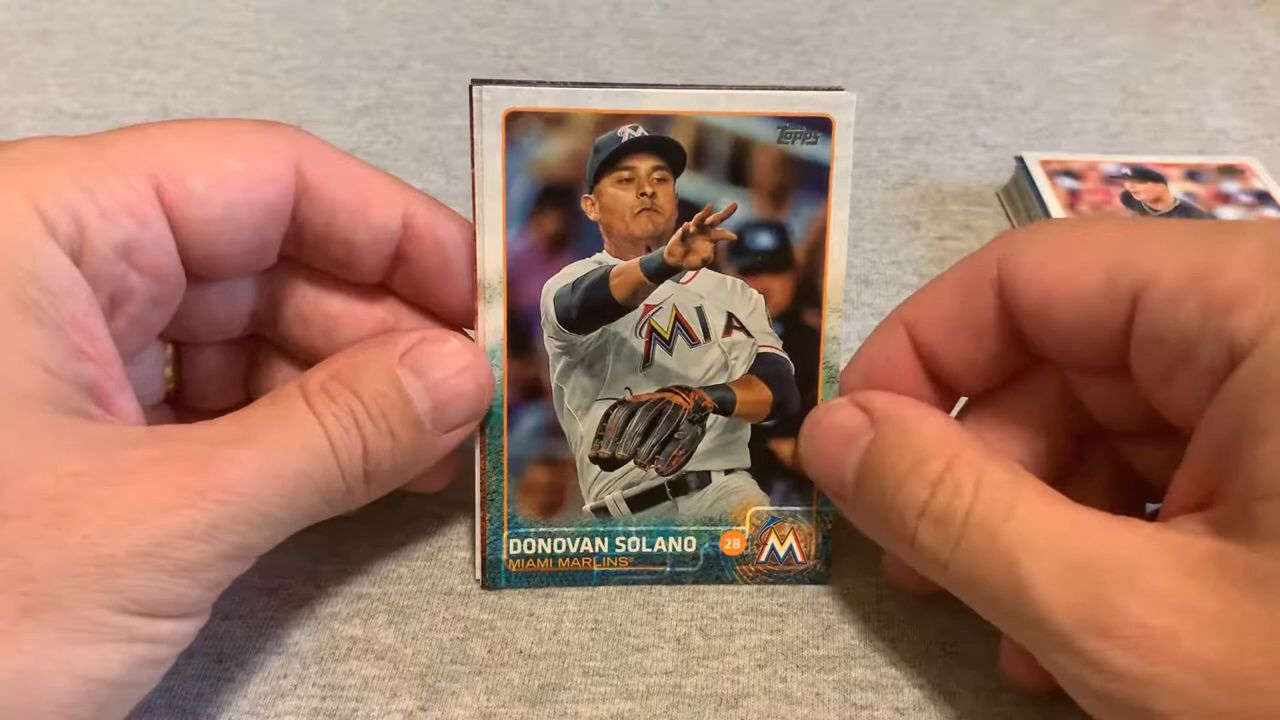 Topps
MIA
DONOVAN SOLANO
2B
M
MIAMI MARLINS®